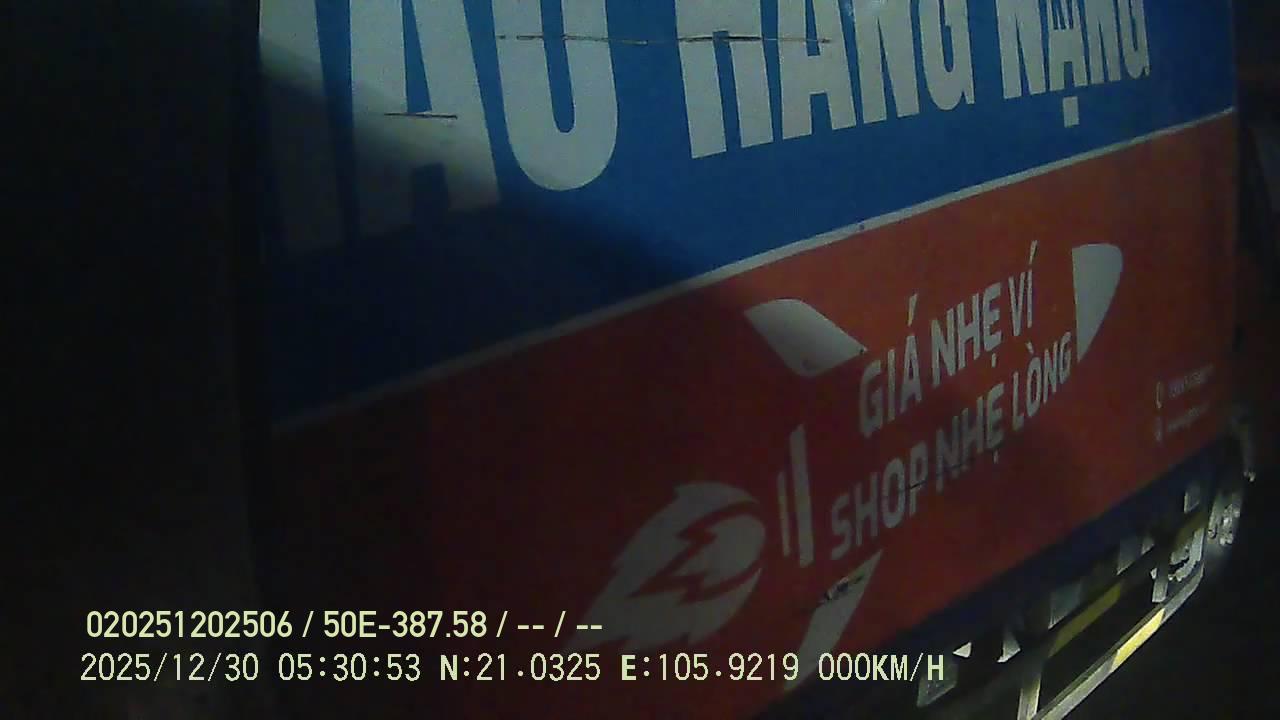 HÀNG NẶNG
GIÁ NHẸ VÍ
SHOP NHẸ LÒNG
020251202506 / 50E-387.58 / -- / --
2025/12/30 05:30:53 N:21.0325 E:105.9219 000KM/H